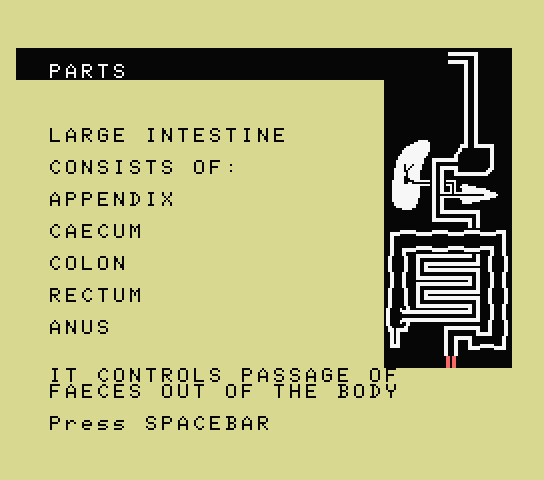 PARTS
LARGE INTESTINE
CONSISTS OF:
APPENDIX
CAECUM
COLON
RECTUM
ANUS
IT CONTROLS PASSAGE OF
FAECES OUT OF THE BODY
Press SPACEBAR